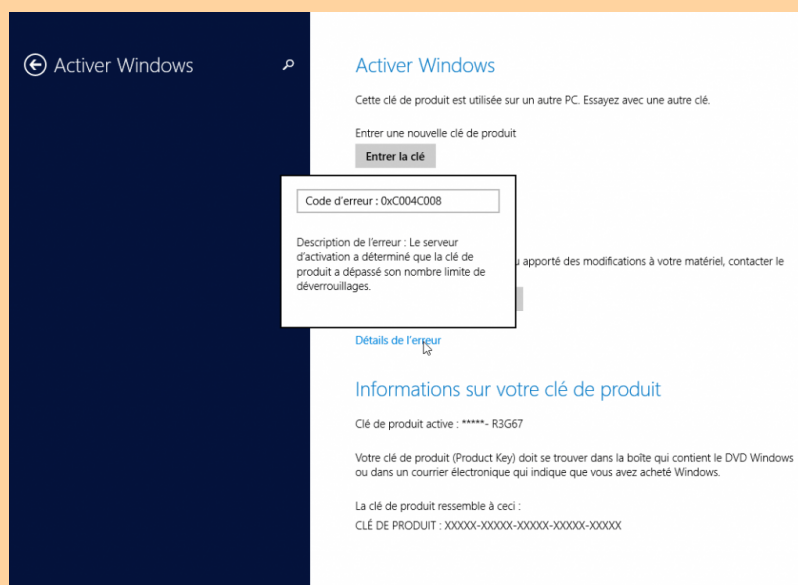 Activer Windows
Activer Windows
Cette clé de produit est utilisée sur un autre PC. Essayez avec une autre clé.
Entrer une nouvelle clé de produit
Entrer la clé
Code d'erreur : 0xC004C008
Description de l'erreur : Le serveur
d'activation a déterminé que la clé de
produit a dépassé son nombre limite de
déverrouillages.
apporté des modifications à votre matériel, contacter le
Détails de l'erreur
Informations sur votre clé de produit
Clé de produit active : *****- R3G67
Votre clé de produit (Product Key) doit se trouver dans la boîte qui contient le DVD Windows
ou dans un courrier électronique qui indique que vous avez acheté Windows.
La clé de produit ressemble à ceci :
CLÉ DE PRODUIT : XXXXX-XXXXX-XXXXX-XXXXX-XXXXX